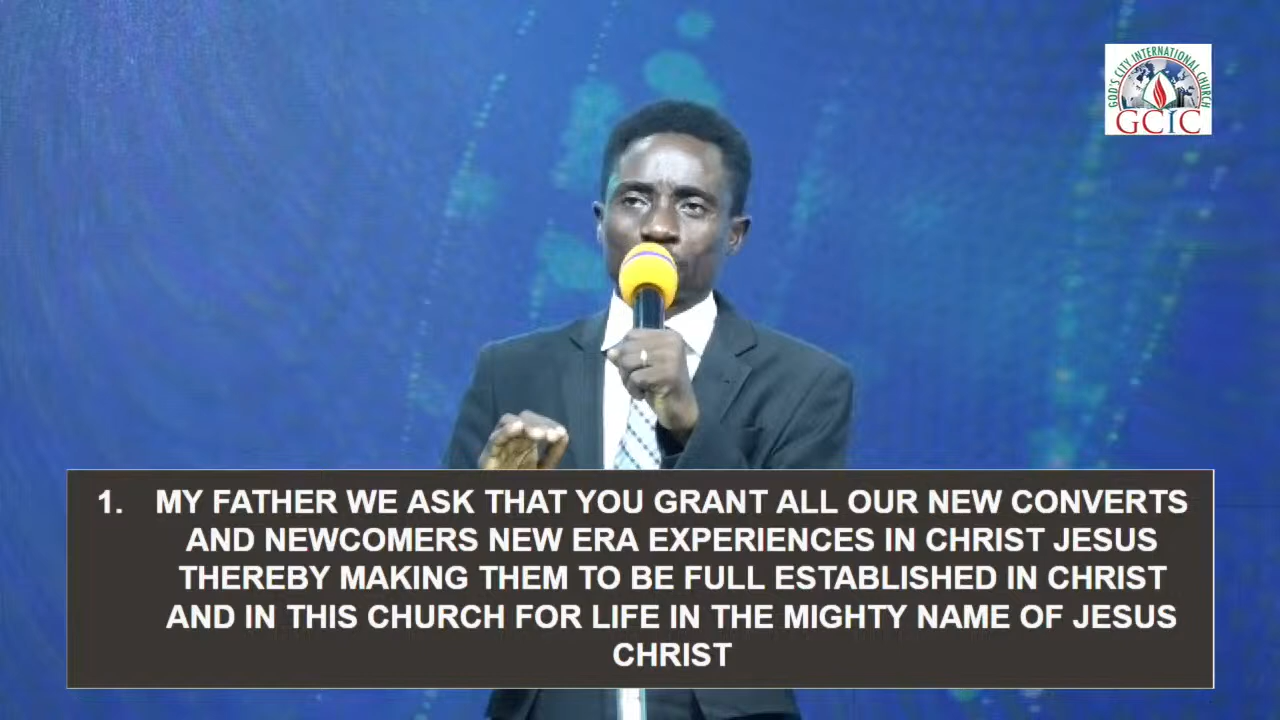 GOD'S CITY INTERNATIONAL CHURCH
GCIC
1. MY FATHER WE ASK THAT YOU GRANT ALL OUR NEW CONVERTS
AND NEWCOMERS NEW ERA EXPERIENCES IN CHRIST JESUS
THEREBY MAKING THEM TO BE FULL ESTABLISHED IN CHRIST
AND IN THIS CHURCH FOR LIFE IN THE MIGHTY NAME OF JESUS
CHRIST